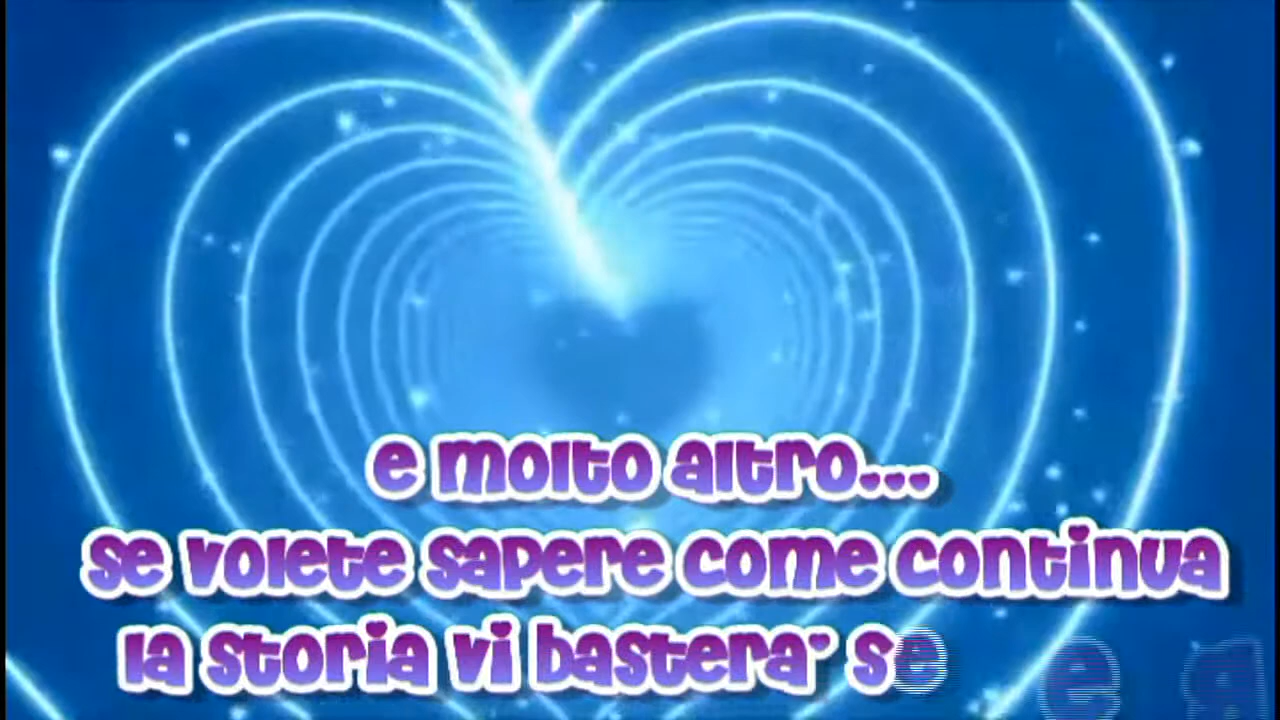 e molto altro...
se volete sapere come continua
la storia vi bastera' se